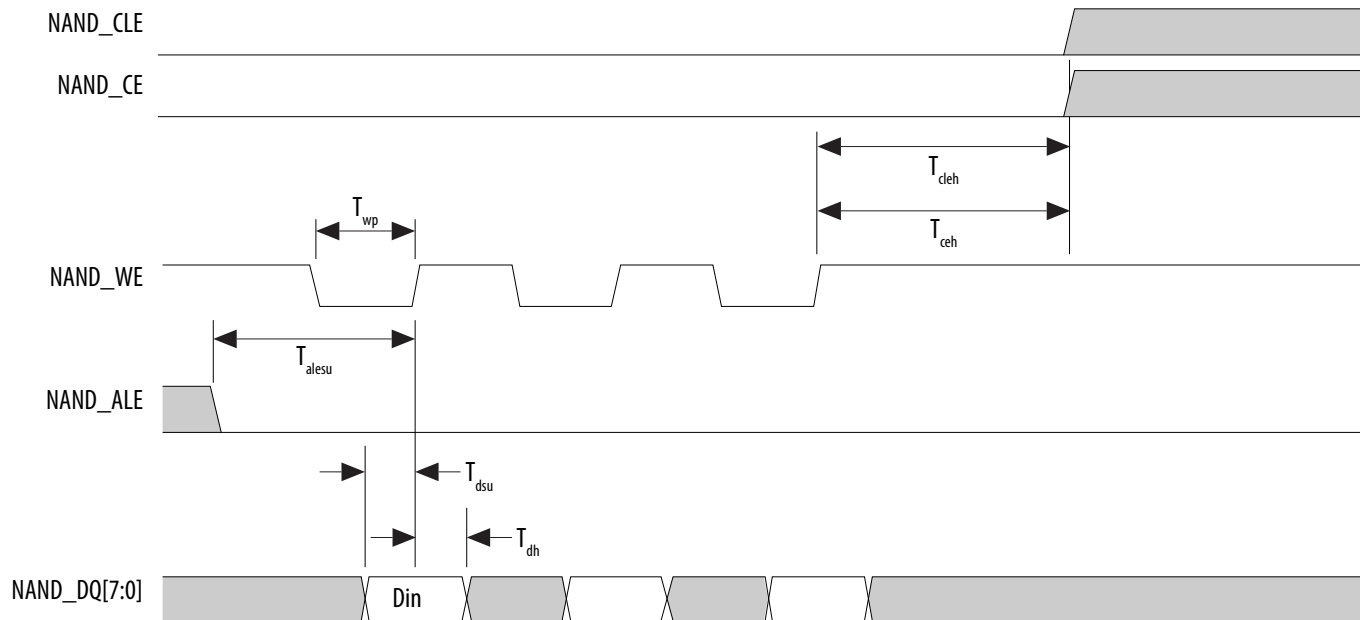 NAND_CLE
NAND_CE
Tcleh
Twp
Tceh
NAND_WE
Talesu
NAND_ALE
Tdsu
Tdh
NAND_DQ[7:0]
Din